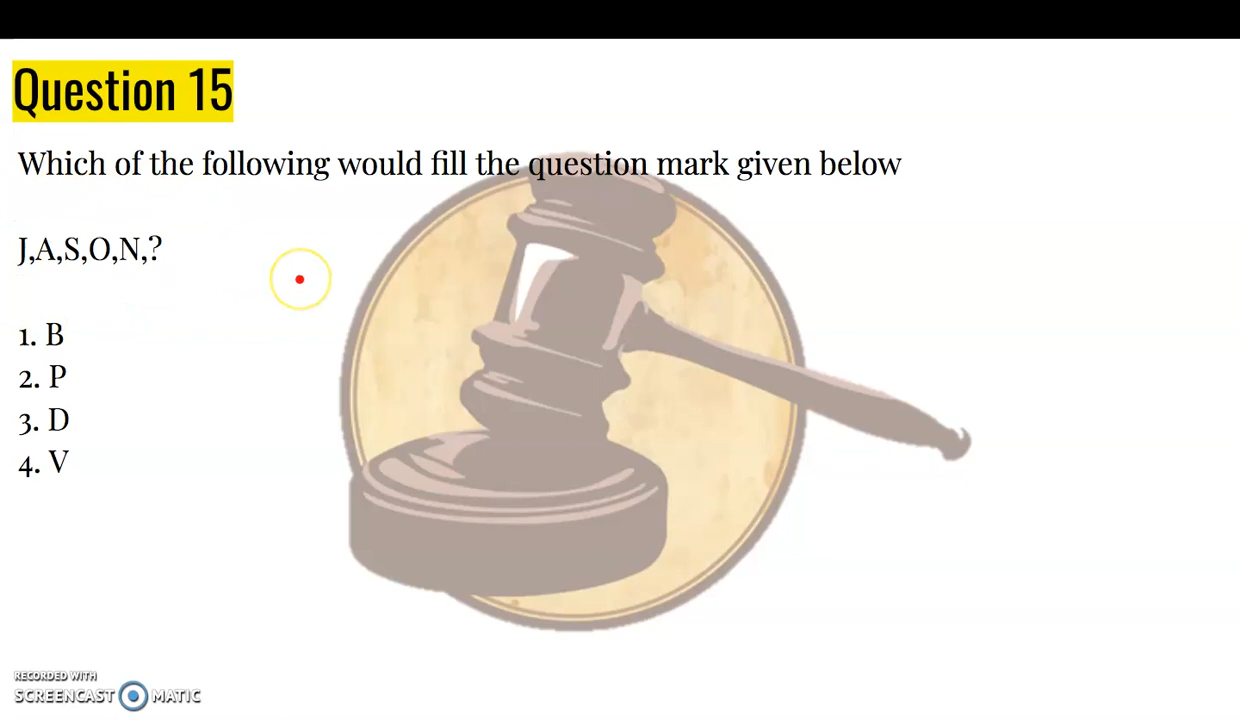 Question 15
Which of the following would fill the question mark given below
J,A,S,O,N,?
1. B
2. P
3. D
4. V
RECORDED WITH
SCREENCAST MATIC